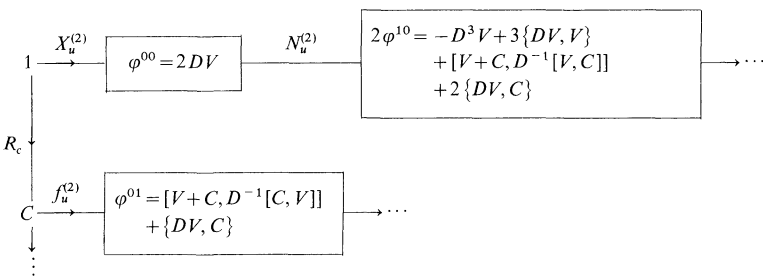 X_u^{(2)}
N_u^{(2)}
1
φ^{00} = 2DV
2φ^{10} = −D^3V + 3{DV, V}
+ [V + C, D^{−1}[V, C]]
+ 2{DV, C}
⋯
R_c
f_u^{(2)}
C
φ^{01} = [V + C, D^{−1}[C, V]]
+ {DV, C}
⋯
⋮